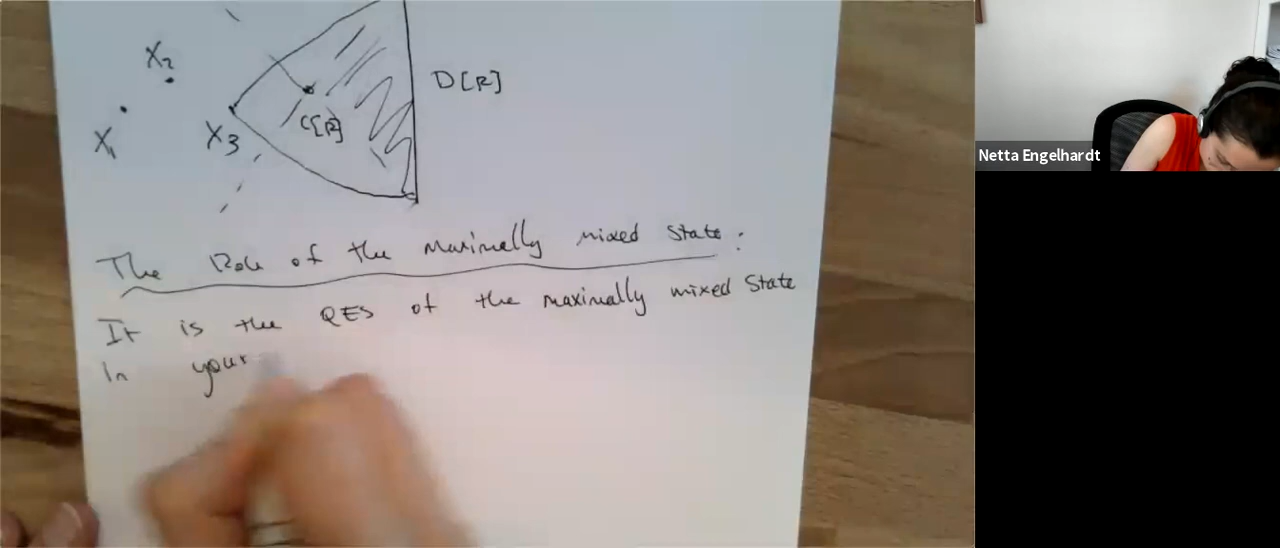 X₂
X₁
X₃
C[R]
D[R]
The Role of the maximally mixed State :
It is the QES of the maximally mixed State
in your
Netta Engelhardt